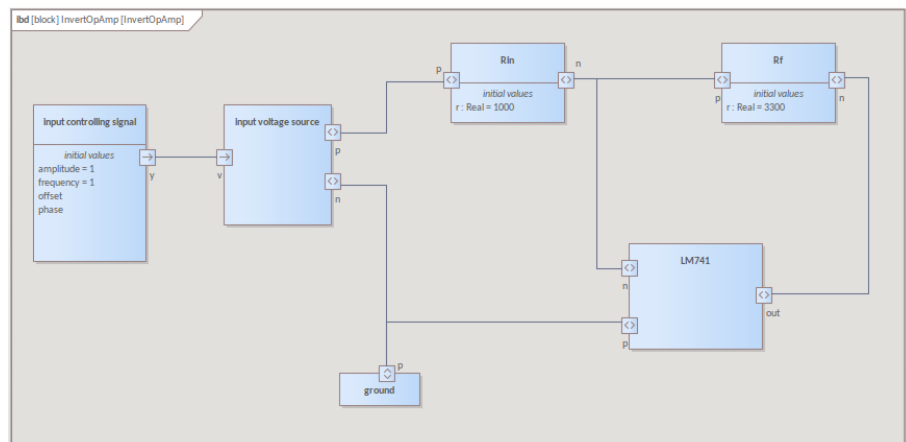 ibd [block] InvertOpAmp [InvertOpAmp]
Input controlling signal
initial values
amplitude = 1
frequency = 1
offset
phase
y
Input voltage source
v
p
n
p
Rin
n
initial values
r : Real = 1000
Rf
p
n
initial values
r : Real = 3300
LM741
n
out
p
p
ground